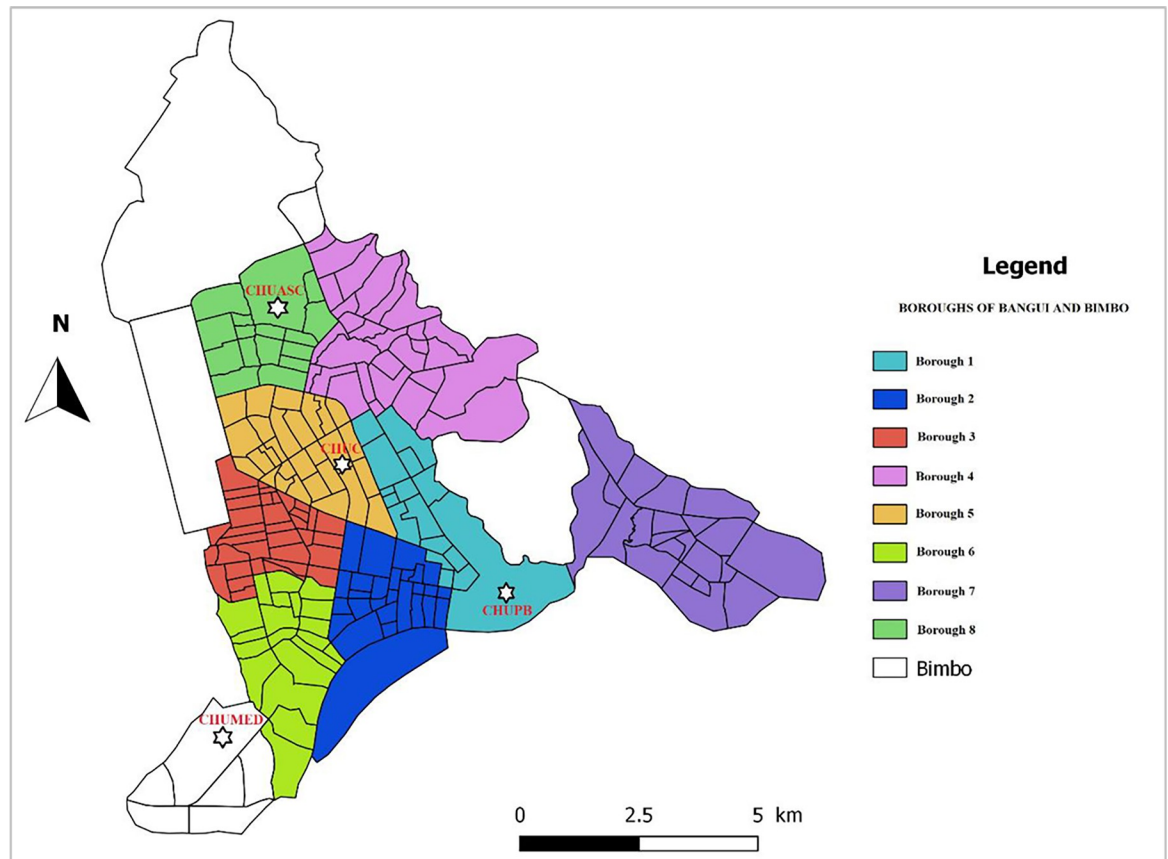 CHUASC
N
CHUC
CHUPB
CHUMED
Legend
BOROUGHS OF BANGUI AND BIMBO
Borough 1
Borough 2
Borough 3
Borough 4
Borough 5
Borough 6
Borough 7
Borough 8
Bimbo
0 2.5 5 km